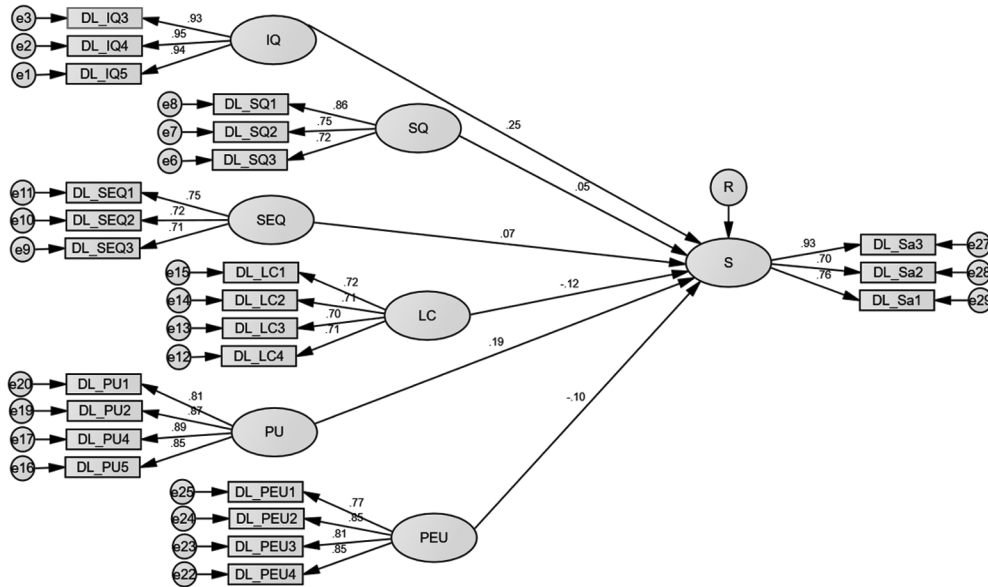 e3 DL_IQ3 .93
e2 DL_IQ4 .95 IQ
e1 DL_IQ5 .94
e8 DL_SQ1 .86
e7 DL_SQ2 .75 SQ .25
e6 DL_SQ3 .72
e11 DL_SEQ1 .75 .05 R
e10 DL_SEQ2 .72 SEQ
e9 DL_SEQ3 .71 .07 .93 DL_Sa3 e27
S .70 DL_Sa2 e28
.76 DL_Sa1 e29
e15 DL_LC1 .72 -.12
e14 DL_LC2 .71 LC
e13 DL_LC3 .70
e12 DL_LC4 .71 .19
e20 DL_PU1 .81
e19 DL_PU2 .87 -.10
e17 DL_PU4 .89 PU
e16 DL_PU5 .85
e25 DL_PEU1 .77
e24 DL_PEU2 .85
e23 DL_PEU3 .81 PEU
e22 DL_PEU4 .85